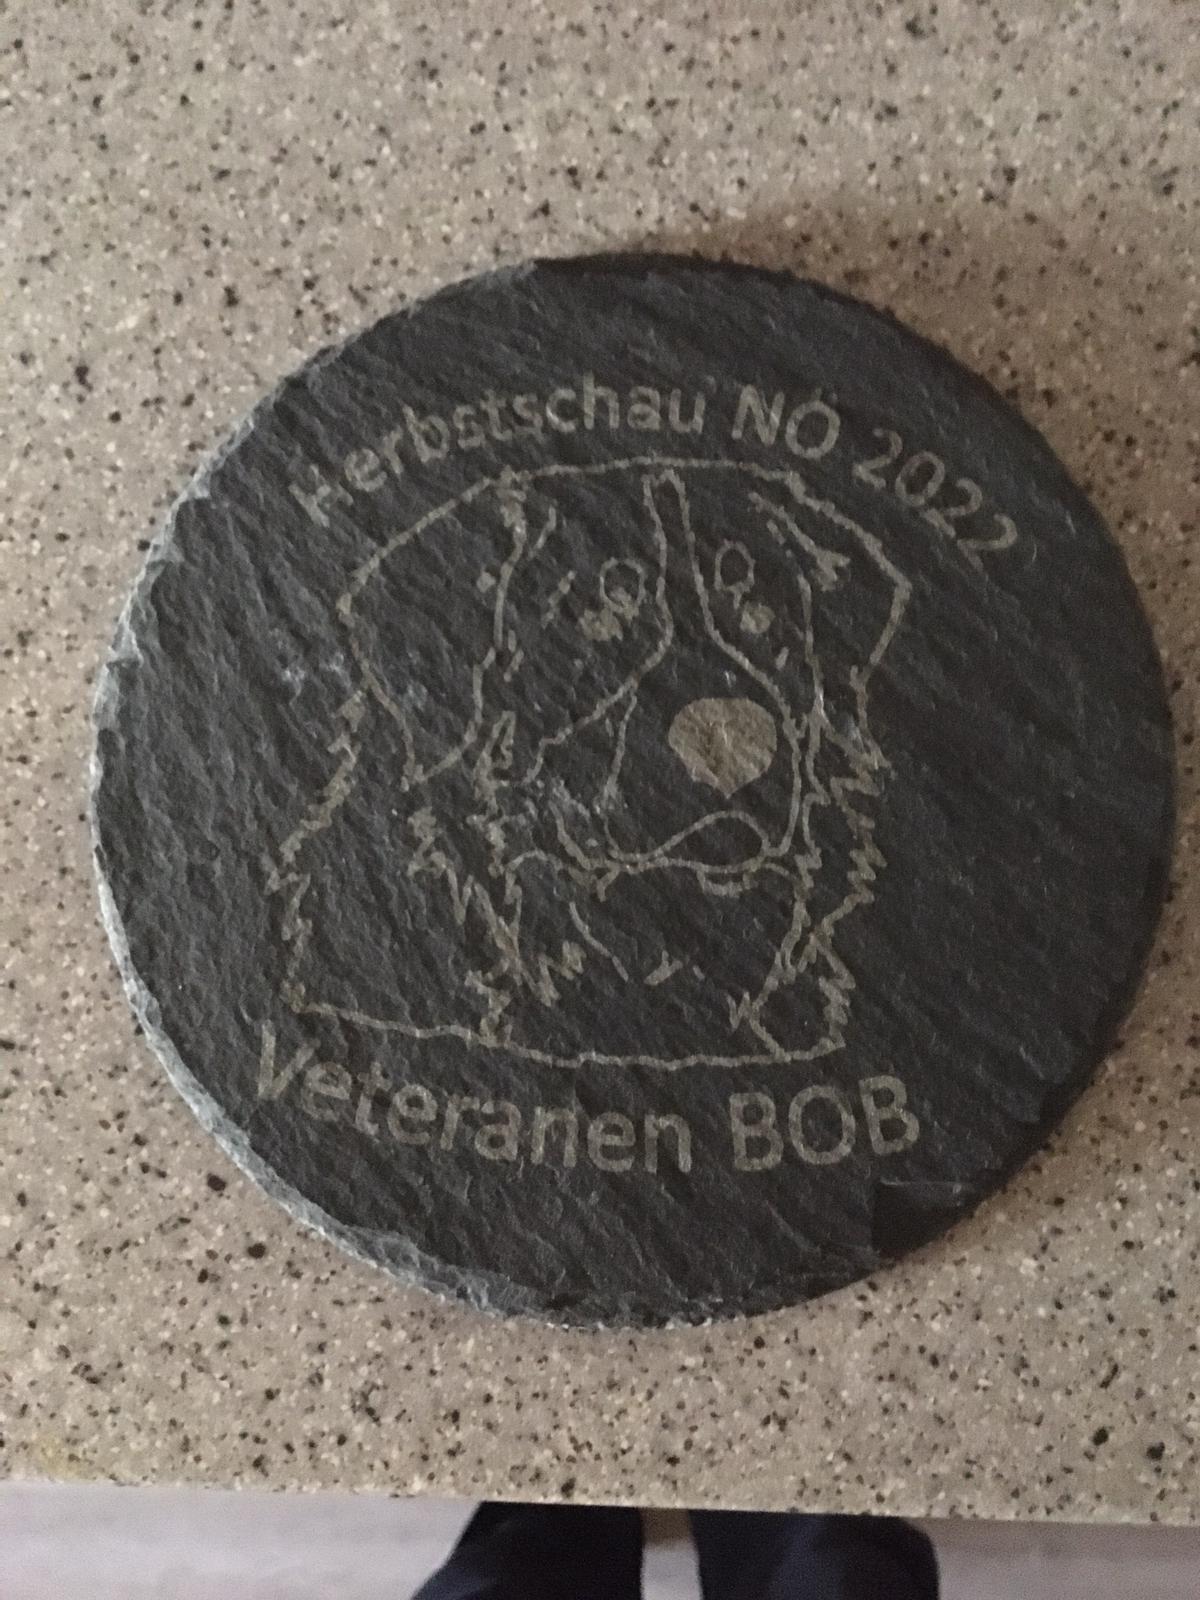 Herbstschau NÖ 2022
Veteranen BOB